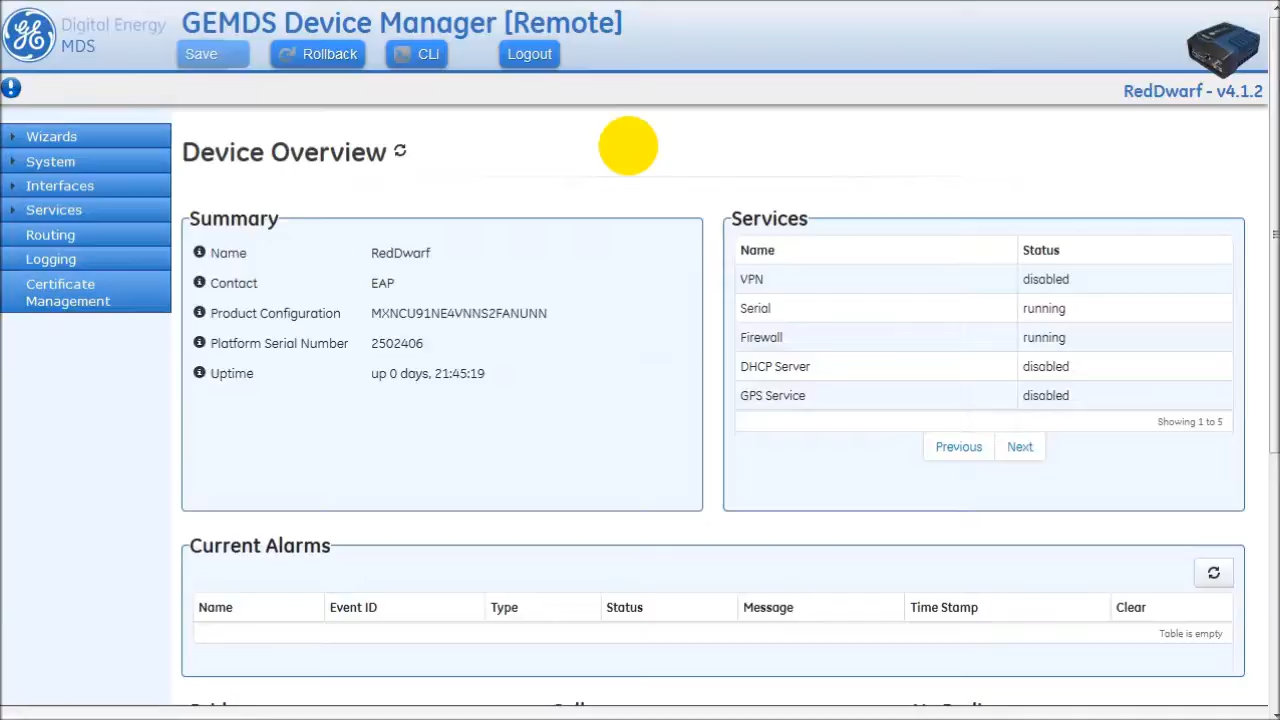 Digital Energy
MDS
GEMDS Device Manager [Remote]
Save
Rollback
CLI
Logout
RedDwarf - v4.1.2
Wizards
System
Interfaces
Services
Routing
Logging
Certificate
Management
Device Overview
Summary
Name RedDwarf
Contact EAP
Product Configuration MXNCU91NE4VNNS2FANUNN
Platform Serial Number 2502406
Uptime up 0 days, 21:45:19
Services
Name Status
VPN disabled
Serial running
Firewall running
DHCP Server disabled
GPS Service disabled
Showing 1 to 5
Previous Next
Current Alarms
Name Event ID Type Status Message Time Stamp Clear
Table is empty